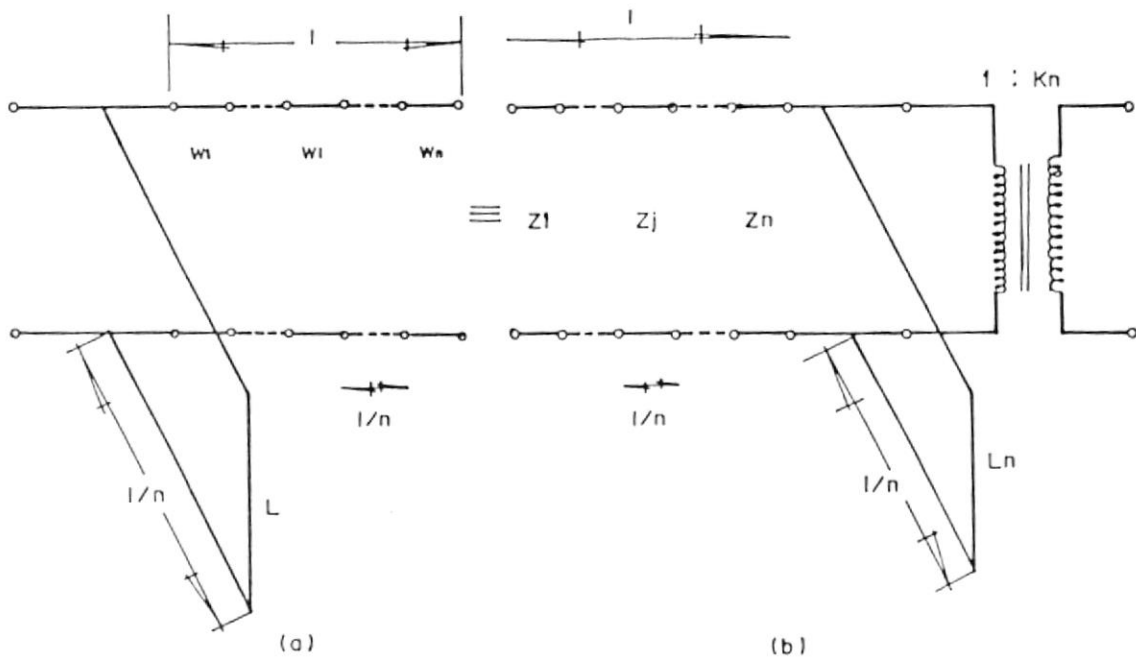 l l
1 : Kn
W1 Wi Wn
≡ Z1 Zj Zn
l/n l/n
l/n L l/n Ln
(a) (b)